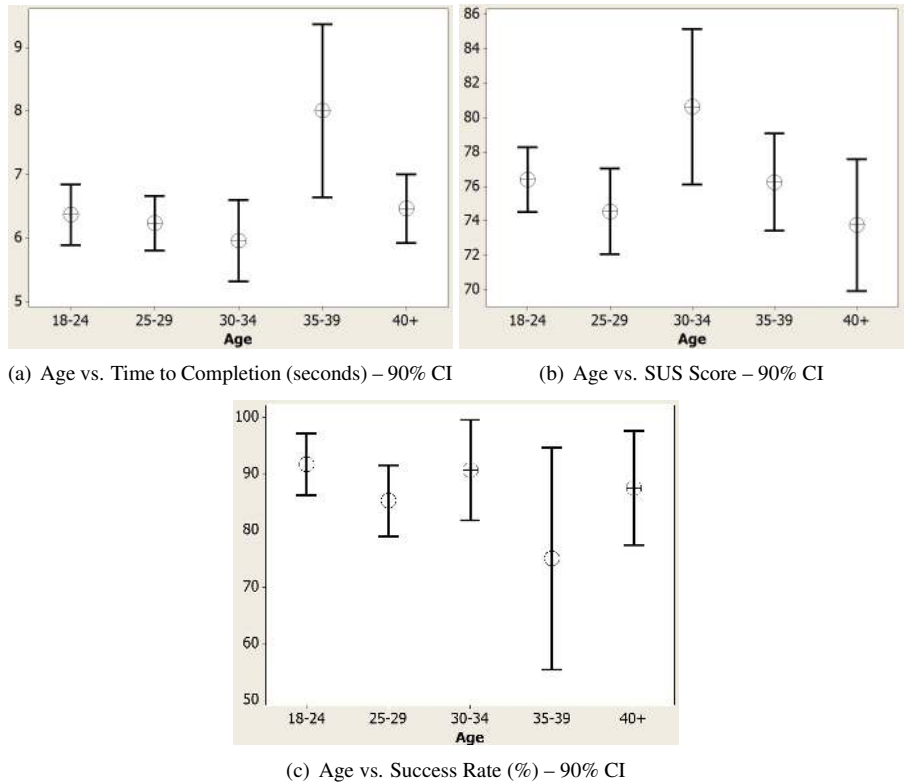 9
8
7
6
5
18-24 25-29 30-34 35-39 40+
Age
86
84
82
80
78
76
74
72
70
18-24 25-29 30-34 35-39 40+
Age
(a) Age vs. Time to Completion (seconds) – 90% CI
(b) Age vs. SUS Score – 90% CI
100
90
80
70
60
50
18-24 25-29 30-34 35-39 40+
Age
(c) Age vs. Success Rate (%) – 90% CI